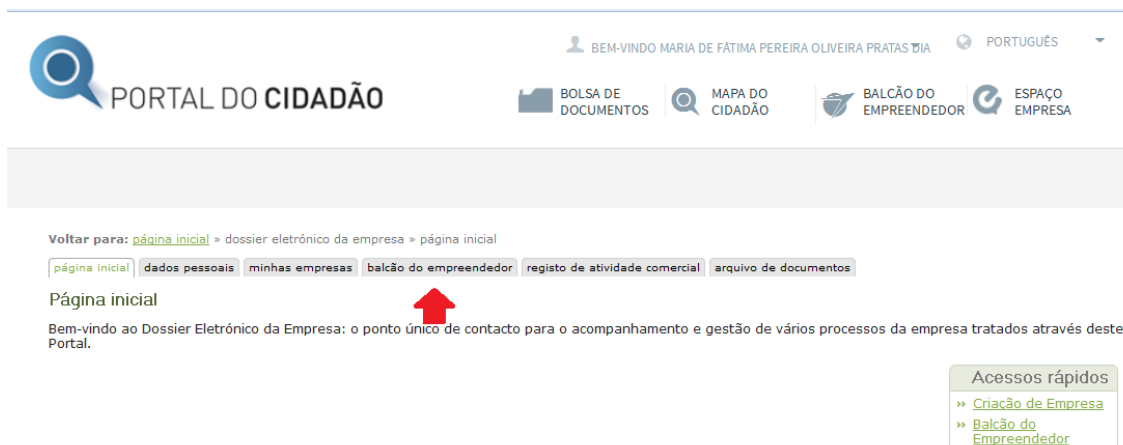 BEM-VINDO MARIA DE FÁTIMA PEREIRA OLIVEIRA PRATAS DIA
PORTUGUÊS
PORTAL DO CIDADÃO
BOLSA DE
DOCUMENTOS
MAPA DO
CIDADÃO
BALCÃO DO
EMPREENDEDOR
ESPAÇO
EMPRESA
Voltar para: página inicial » dossier eletrónico da empresa » página inicial
página inicial dados pessoais minhas empresas balcão do empreendedor registo de atividade comercial arquivo de documentos
Página inicial
Bem-vindo ao Dossier Eletrónico da Empresa: o ponto único de contacto para o acompanhamento e gestão de vários processos da empresa tratados através deste
Portal.
Acessos rápidos
» Criação de Empresa
» Balcão do
Empreendedor